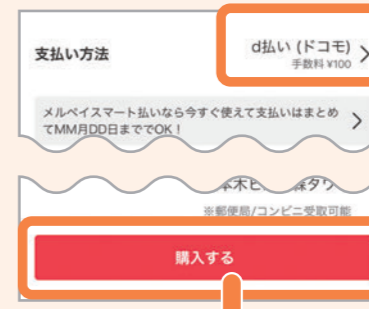 支払い方法
d払い (ドコモ)
手数料 ¥100
メルペイスマート払いなら今すぐ使えて支払いはまとめ
てMM月DD日まででOK！
※郵便局/コンビニ受取可能
購入する